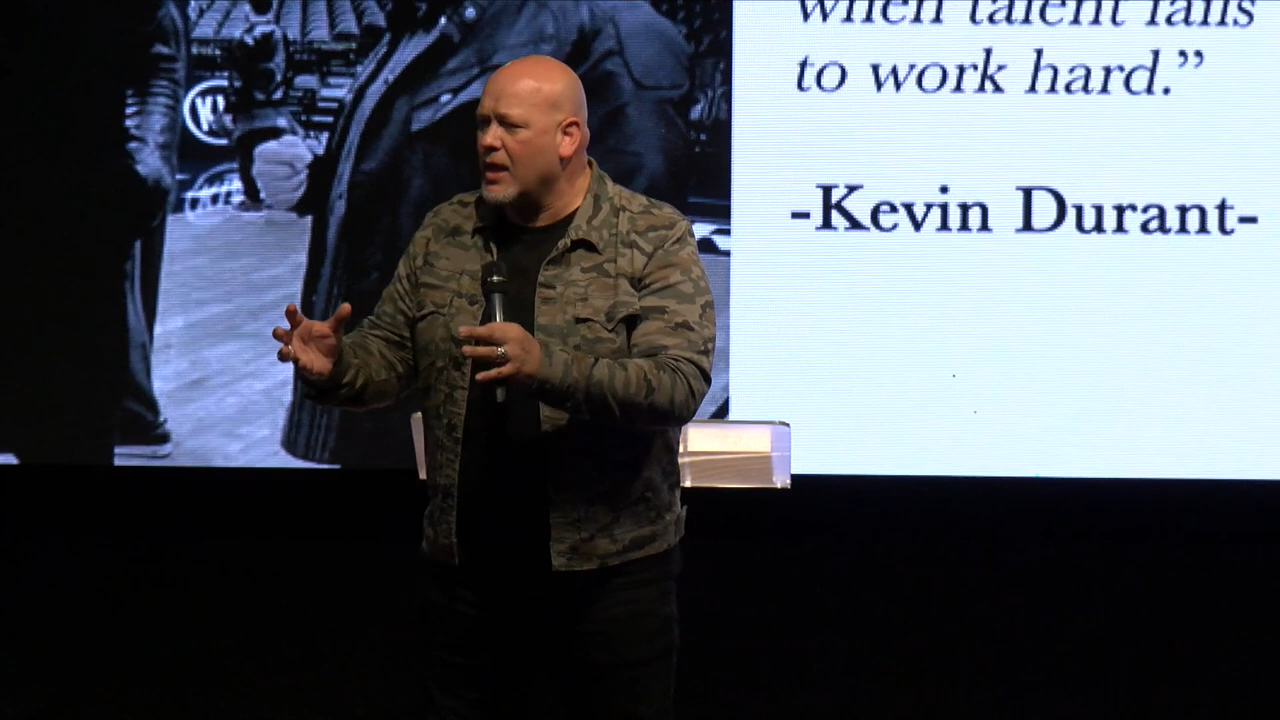 when talent fails
to work hard.”
-Kevin Durant-